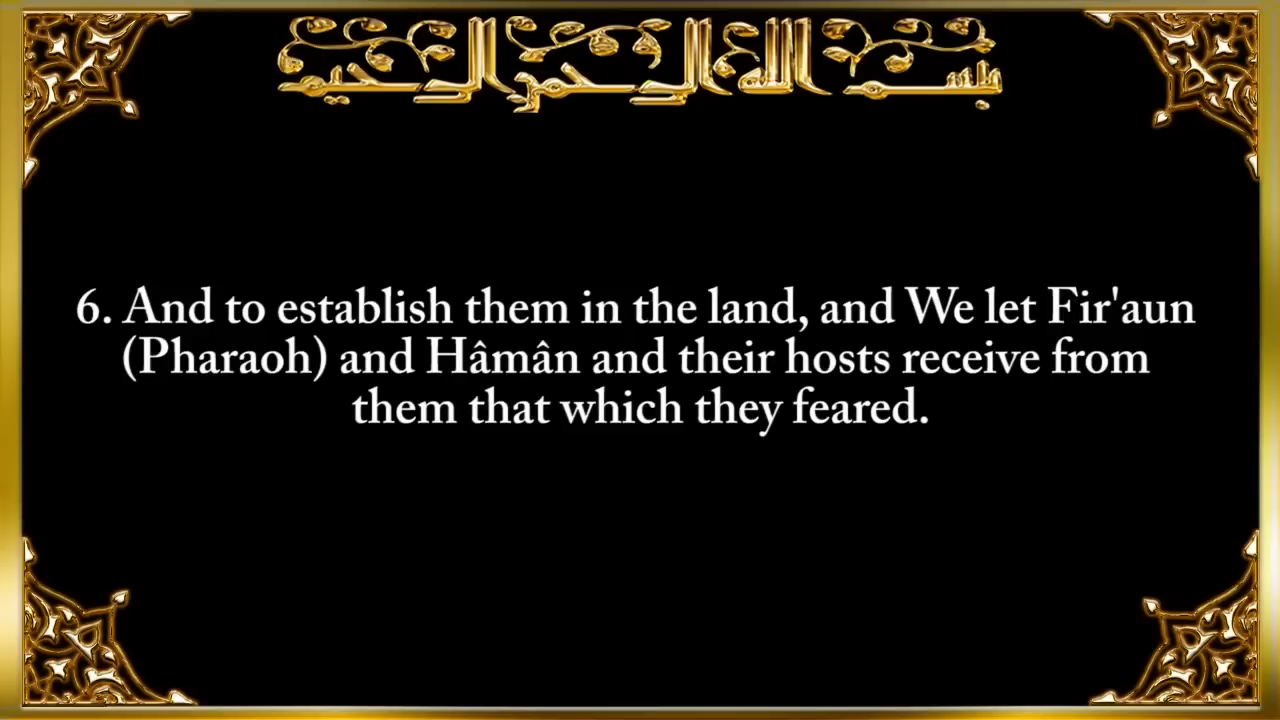 بسم الله الرحمن الرحيم
6. And to establish them in the land, and We let Fir'aun
(Pharaoh) and Hâmân and their hosts receive from
them that which they feared.